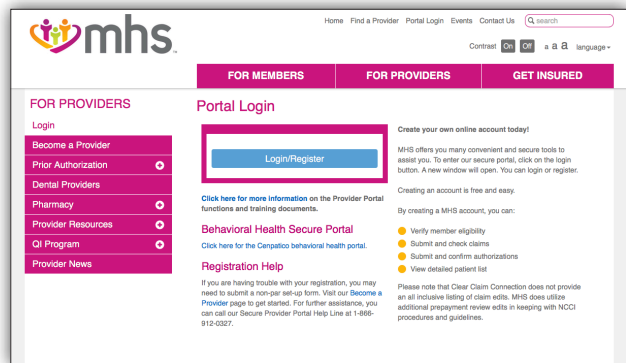 mhs
Home Find a Provider Portal Login Events Contact Us search
Contrast On Off a a a language
FOR MEMBERS FOR PROVIDERS GET INSURED
FOR PROVIDERS
Login
Become a Provider
Prior Authorization
Dental Providers
Pharmacy
Provider Resources
QI Program
Provider News
Portal Login
Login/Register
Click here for more information on the Provider Portal
functions and training documents.
Behavioral Health Secure
Portal
Click here for the Cenpatico behavioral health portal.
Registration Help
If you are having trouble with your registration, you may
need to submit a non-par set-up form. Visit our Become a
Provider page to get started. For further assistance, you
can call our Secure Provider Portal Help Line at 1-866-
912-0327.
Create your own online account today!
MHS offers you many convenient and secure tools to
assist you. To enter our secure portal, click on the login
button. A new window will open. You can login or register.
Creating an account is free and easy.
By creating a MHS account, you can:
Verify member eligibility
Submit and check claims
Submit and confirm authorizations
View detailed patient list
Please note that Clear Claim Connection does not provide
an all inclusive listing of claim edits. MHS does utilize
additional prepayment review edits in keeping with NCCI
procedures and guidelines.